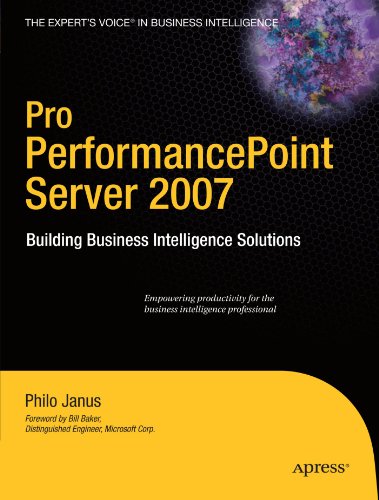 THE EXPERT'S VOICE® IN BUSINESS INTELLIGENCE
Pro
PerformancePoint
Server 2007
Building Business Intelligence Solutions
Empowering productivity for the
business intelligence professional
Philo Janus
Foreword by Bill Baker,
Distinguished Engineer, Microsoft Corp.
Apress®